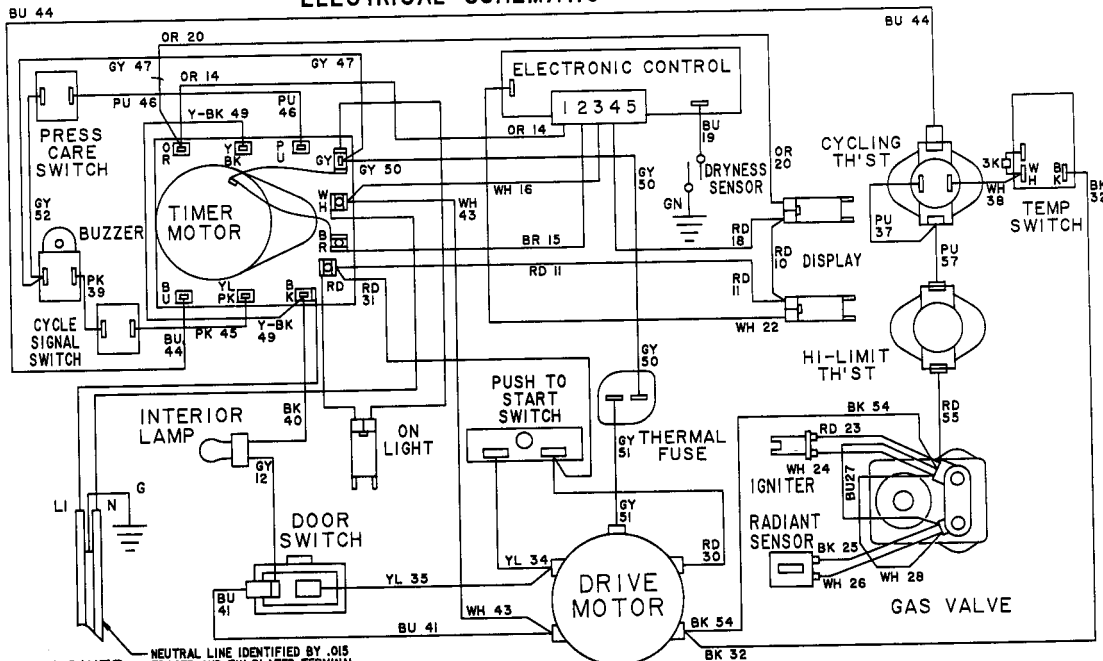 ELECTRICAL SCHEMATIC
BU 44
BU 44
OR 20
GY 47
GY 47
OR 14
PU 46
PU
46
Y-BK 49
PRESS
CARE
SWITCH
O
R
Y
BK
P
U
GY
GY 50
ELECTRONIC CONTROL
1 2 3 4 5
OR 14
BU
19
DRYNESS
SENSOR
GN
OR
20
CYCLING
TH'ST
3K
W
H
B
K
WH
38
TEMP
SWITCH
BK
32
PU
37
PU
57
GY
52
BUZZER
TIMER
MOTOR
W
H
WH
43
WH 16
GY
50
B
R
BR 15
RD
18
RD
10
DISPLAY
RD
RD
31
RD 11
RD
11
WH 22
PK
39
CYCLE
SIGNAL
SWITCH
B
U
YL
PK
B
K
BU
44
PK 45
Y-BK
49
HI-LIMIT
TH'ST
GY
50
INTERIOR
LAMP
BK
40
GY
12
ON
LIGHT
PUSH TO
START
SWITCH
THERMAL
FUSE
GY
51
GY
51
BK 54
RD
55
RD 23
WH 24
IGNITER
BU27
RADIANT
SENSOR
BK 25
WH 26
WH 28
GAS VALVE
L1
N
G
DOOR
SWITCH
BU
41
YL 35
YL 34
RD
30
DRIVE
MOTOR
WH 43
BU 41
BK 54
BK 32
NEUTRAL LINE IDENTIFIED BY .015